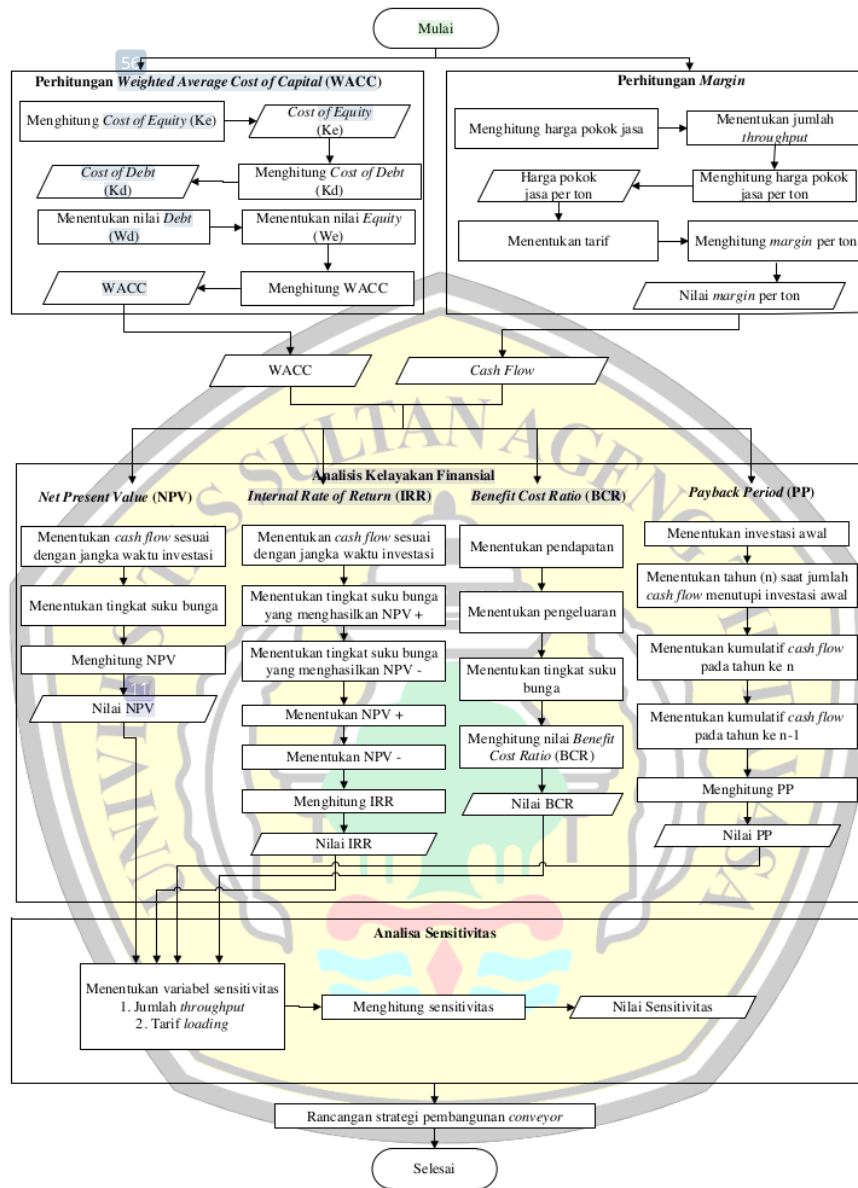 Mulai
56
Perhitungan Weighted Average Cost of Capital (WACC)
Menghitung Cost of Equity (Ke)
Cost of Equity
(Ke)
Cost of Debt
(Kd)
Menghitung Cost of Debt
(Kd)
Menentukan nilai Debt
(Wd)
Menentukan nilai Equity
(We)
WACC
Menghitung WACC
Perhitungan Margin
Menghitung harga pokok jasa
Menentukan jumlah
throughput
Harga pokok
jasa per ton
Menghitung harga pokok
jasa per ton
Menentukan tarif
Menghitung margin per ton
Nilai margin per ton
WACC
Cash Flow
UNIVERSITAS SULTAN AGENG TIRTAYASA
Analisis Kelayakan Finansial
Net Present Value (NPV)
Menentukan cash flow sesuai
dengan jangka waktu investasi
Menentukan tingkat suku bunga
Menghitung NPV
11
Nilai NPV
Internal Rate of Return (IRR)
Menentukan cash flow sesuai
dengan jangka waktu investasi
Menentukan tingkat suku bunga
yang menghasilkan NPV +
Menentukan tingkat suku bunga
yang menghasilkan NPV -
Menentukan NPV +
Menentukan NPV -
Menghitung IRR
Nilai IRR
Benefit Cost Ratio (BCR)
Menentukan pendapatan
Menentukan pengeluaran
Menentukan tingkat suku
bunga
Menghitung nilai Benefit
Cost Ratio (BCR)
Nilai BCR
Payback Period (PP)
Menentukan investasi awal
Menentukan tahun (n) saat jumlah
cash flow menutupi investasi awal
Menentukan kumulatif cash flow
pada tahun ke n
Menentukan kumulatif cash flow
pada tahun ke n-1
Menghitung PP
Nilai PP
Analisa Sensitivitas
Menentukan variabel sensitivitas
1. Jumlah throughput
2. Tarif loading
Menghitung sensitivitas
Nilai Sensitivitas
Rancangan strategi pembangunan conveyor
Selesai